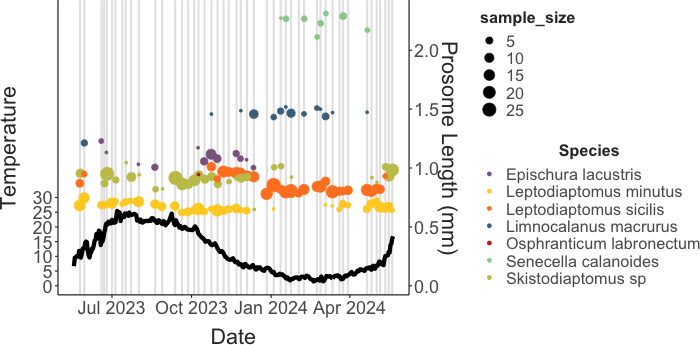 Temperature
30
25
20
15
10
5
0
2.0
1.5
1.0
0.5
0.0
Prosome Length (mm)
Jul 2023
Oct 2023
Jan 2024
Apr 2024
Date
sample_size
5
10
15
20
25
Species
Epischura lacustris
Leptodiaptomus minutus
Leptodiaptomus sicilis
Limnocalanus macrurus
Osphranticum labronectum
Senecella calanoides
Skistodiaptomus sp